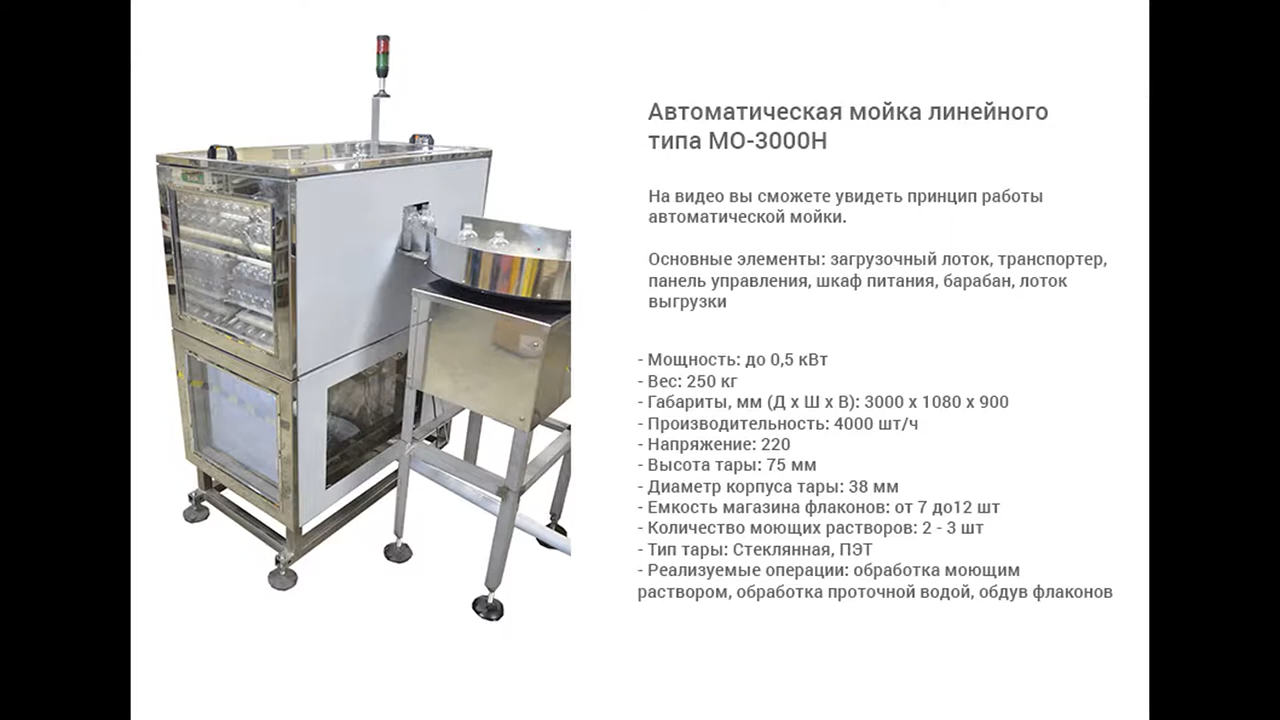 Автоматическая мойка линейного
типа МО-3000Н
На видео вы сможете увидеть принцип работы
автоматической мойки.
Основные элементы: загрузочный лоток, транспортер,
панель управления, шкаф питания, барабан, лоток
выгрузки
- Мощность: до 0,5 кВт
- Вес: 250 кг
- Габариты, мм (Д х Ш х В): 3000 х 1080 х 900
- Производительность: 4000 шт/ч
- Напряжение: 220
- Высота тары: 75 мм
- Диаметр корпуса тары: 38 мм
- Емкость магазина флаконов: от 7 до12 шт
- Количество моющих растворов: 2 - 3 шт
- Тип тары: Стеклянная, ПЭТ
- Реализуемые операции: обработка моющим
раствором, обработка проточной водой, обдув флаконов